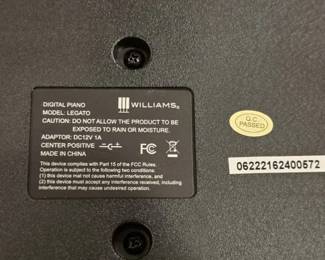 DIGITAL PIANO
WILLIAMS®
MODEL: LEGATO
CAUTION: DO NOT ALLOW THE PRODUCT TO BE
EXPOSED TO RAIN OR MOISTURE.
ADAPTOR: DC12V 1A
CENTER POSITIVE
MADE IN CHINA
FC CE
This device complies with Part 15 of the FCC Rules.
Operation is subject to the following two conditions:
(1) this device mat not cause harmful interference, and
(2) this device must accept any interference received, including
interference that may cause undesired operation.
Q.C.
PASSED
06222162400572